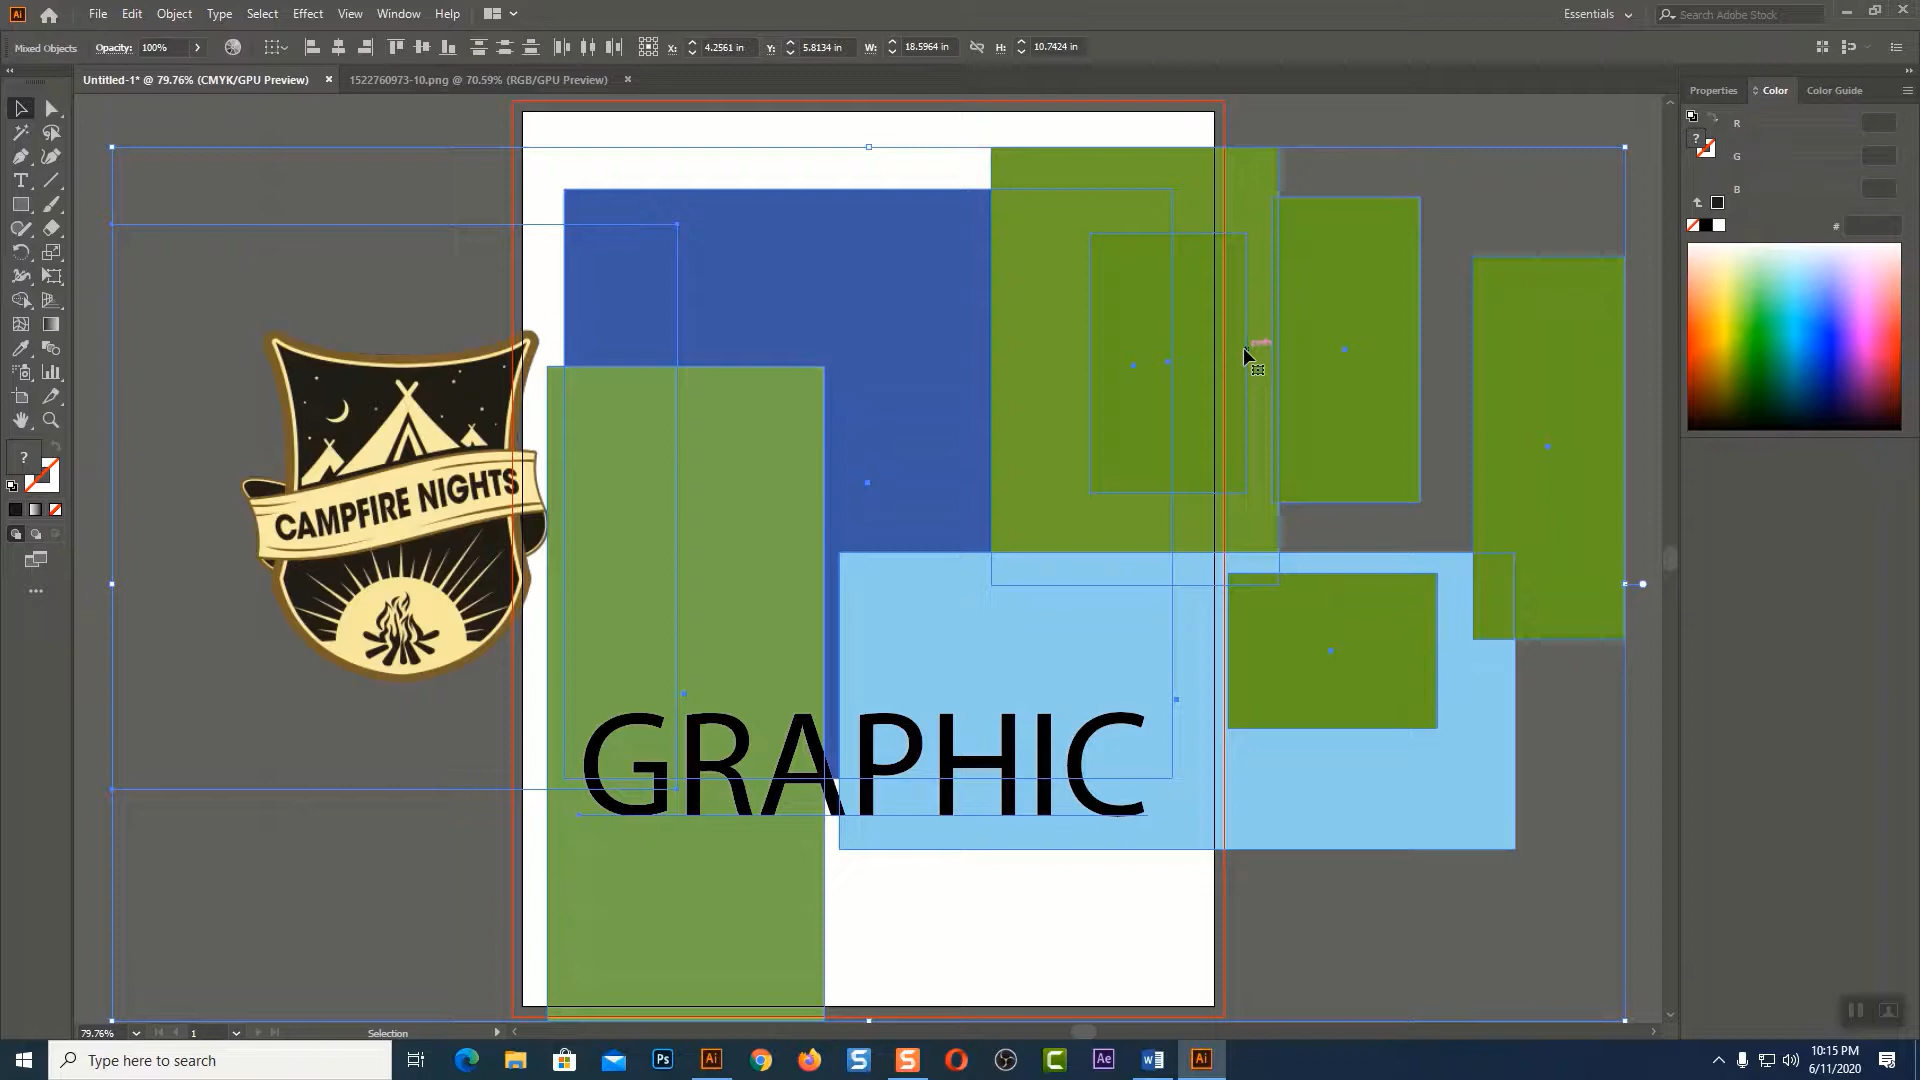 File Edit Object Type Select Effect View Window Help
Essentials
Search Adobe Stock
Mixed Objects Opacity: 100% X: 4.2561 in Y: 5.8134 in W: 18.5964 in H: 10.7424 in
Untitled-1* @ 79.76% (CMYK/GPU Preview) × 1522760973-10.png @ 70.59% (RGB/GPU Preview) ×
Properties Color Color Guide
R
G
B
#
?
?
CAMPFIRE NIGHTS
GRAPHIC
79.76% 1 Selection
Type here to search
10:15 PM
6/11/2020